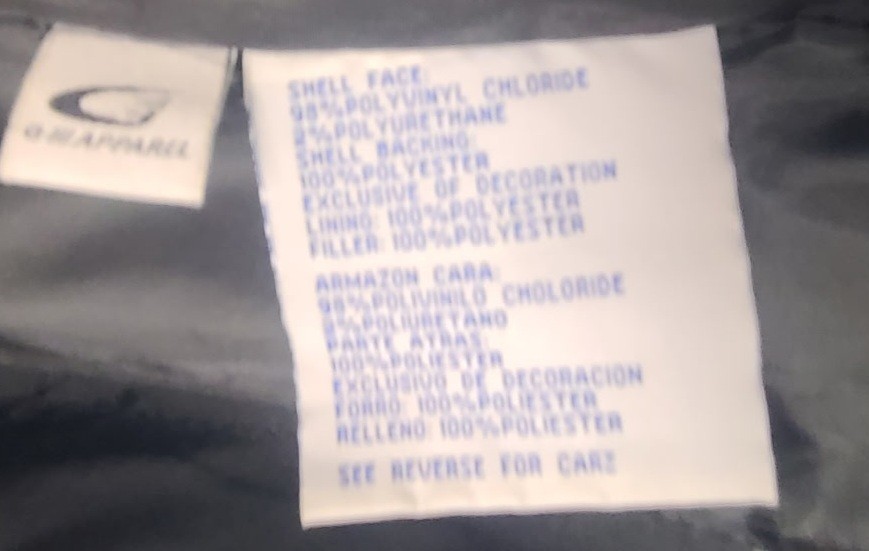 G-III APPAREL
SHELL FACE:
98%POLYVINYL CHLORIDE
2%POLYURETHANE
SHELL BACKING:
100%POLYESTER
EXCLUSIVE OF DECORATION
LINING: 100%POLYESTER
FILLER: 100%POLYESTER
ARMAZON CARA:
98%POLIVINILO CHOLORIDE
2%POLIURETANO
PARTE ATRAS:
100%POLIESTER
EXCLUSIVO DE DECORACION
FORRO: 100%POLIESTER
RELLENO: 100%POLIESTER
SEE REVERSE FOR CARE